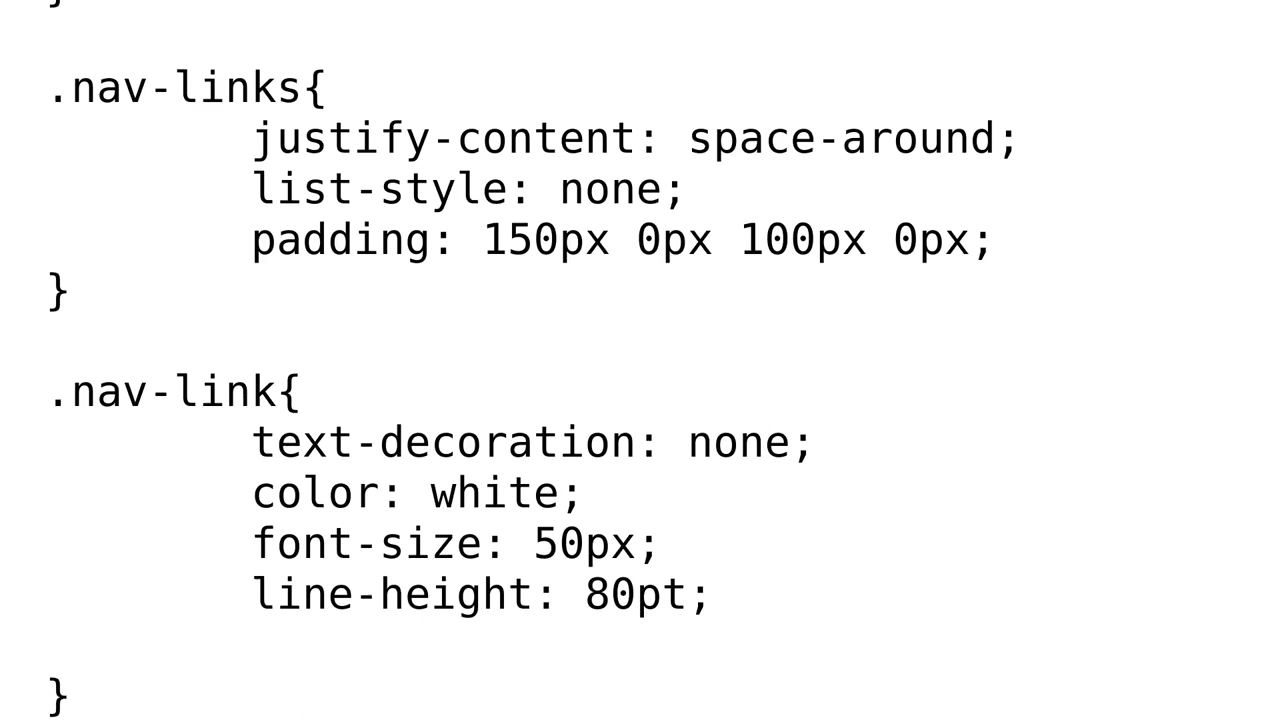 }
.nav-links{
        justify-content: space-around;
        list-style: none;
        padding: 150px 0px 100px 0px;
}
.nav-link{
        text-decoration: none;
        color: white;
        font-size: 50px;
        line-height: 80pt;
}